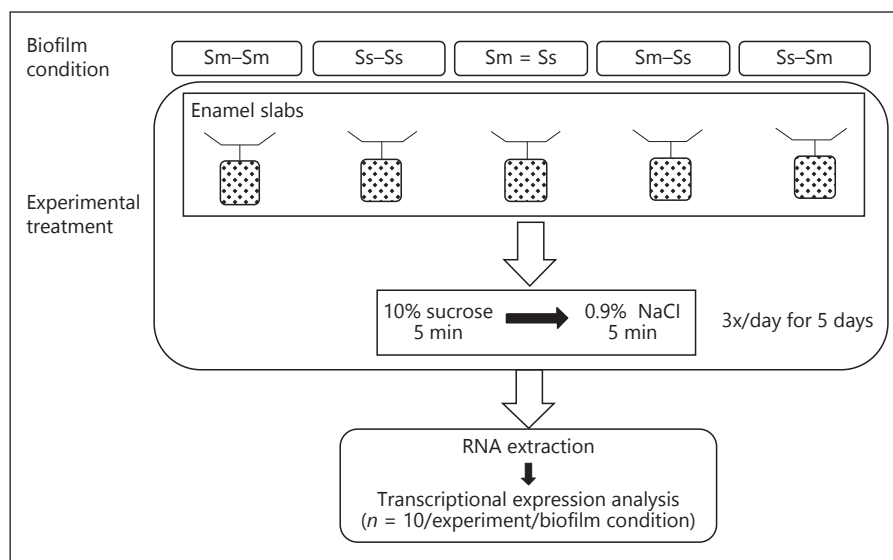 Biofilm
condition
Sm–Sm
Ss–Ss
Sm = Ss
Sm–Ss
Ss–Sm
Enamel slabs
Experimental
treatment
10% sucrose
5 min
0.9% NaCl
5 min
3x/day for 5 days
RNA extraction
Transcriptional expression analysis
(n = 10/experiment/biofilm condition)